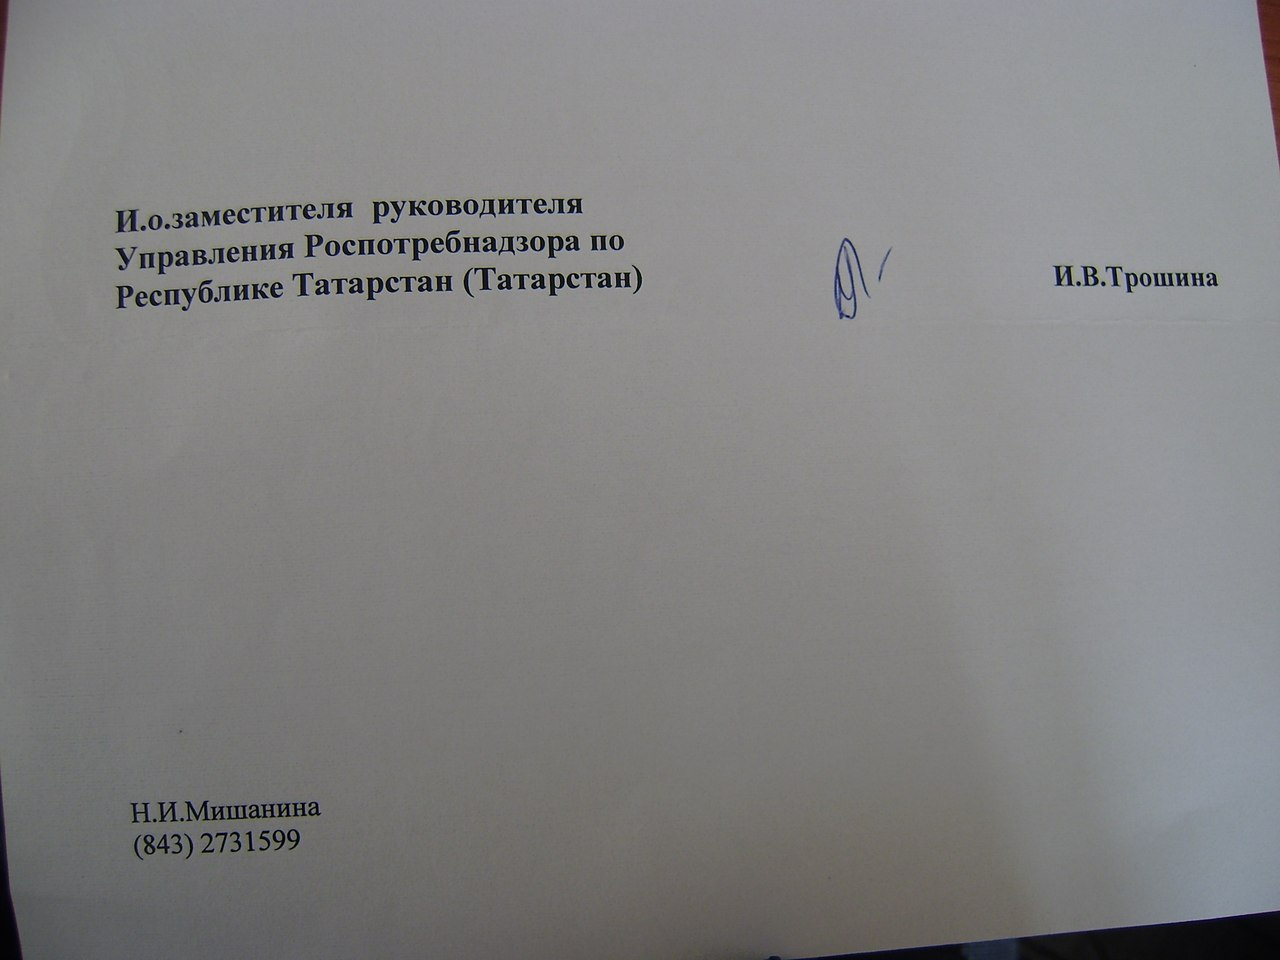 И.о.заместителя руководителя
Управления Роспотребнадзора по
Республике Татарстан (Татарстан)
И.В.Трошина
Н.И.Мишанина
(843) 2731599